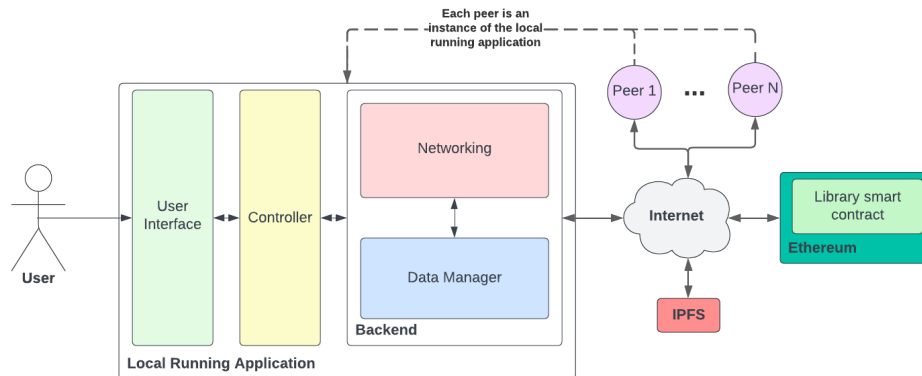 Each peer is an
instance of the local
running application
Peer 1
...
Peer N
User
Interface
Controller
Networking
Data Manager
Backend
Local Running Application
User
Internet
Library smart
contract
Ethereum
IPFS